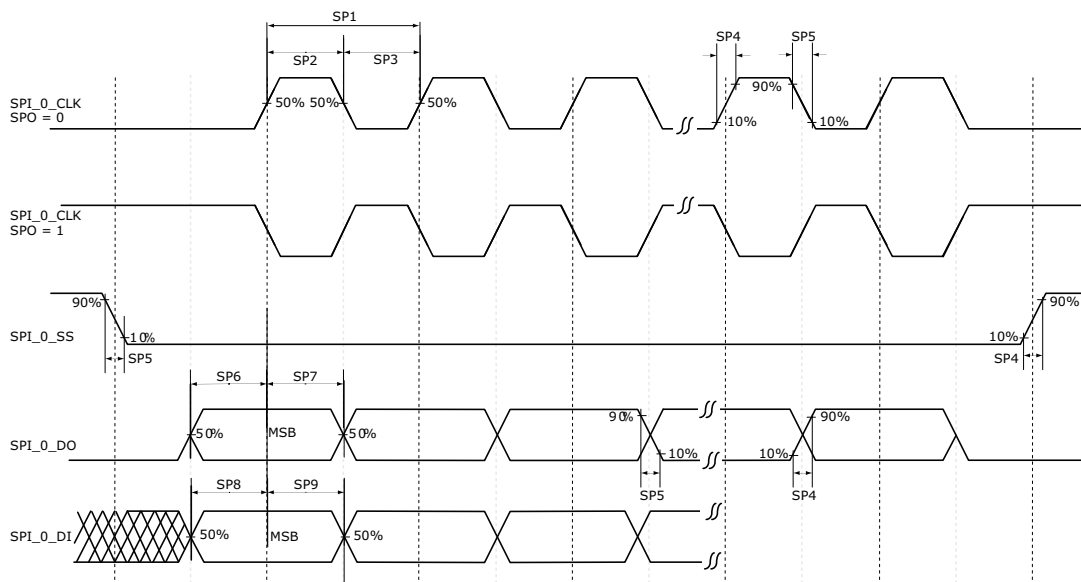 SP1
SP4 SP5
SP2 SP3
SPI_0_CLK
SPO = 0
50% 50% 50% 90%
10% 10%
SPI_0_CLK
SPO = 1
90% 90%
SPI_0_SS 10% 10%
SP5 SP4
SP6 SP7
90% 90%
50% MSB 50%
SPI_0_DO 10% 10%
SP8 SP9 SP5 SP4
SPI_0_DI 50% MSB 50%